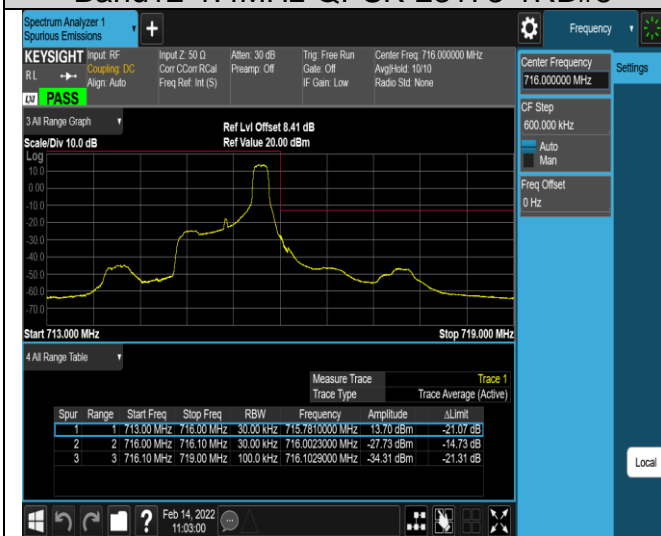 Spectrum Analyzer 1
Spurious Emissions
Frequency
KEYSIGHT
Input: RF
Coupling: DC
Align: Auto
Input Z: 50 Ω
Corr CCorr RCal
Freq Ref: Int (S)
Atten: 30 dB
Preamp: Off
Trig: Free Run
Gate: Off
IF Gain: Low
Center Freq: 716.000000 MHz
Avg|Hold: 10/10
Radio Std: None
R L
LXI PASS
Center Frequency
716.000000 MHz
Settings
CF Step
600.000 kHz
Auto
Man
Freq Offset
0 Hz
3 All Range Graph
Scale/Div 10.0 dB
Ref Lvl Offset 8.41 dB
Ref Value 20.00 dBm
Log
10.0
0.00
-10.0
-20.0
-30.0
-40.0
-50.0
-60.0
-70.0
Start 713.000 MHz
Stop 719.000 MHz
4 All Range Table
Measure Trace Trace 1
Trace Type Trace Average (Active)
Spur Range Start Freq Stop Freq RBW Frequency Amplitude ΔLimit
1 1 713.00 MHz 716.00 MHz 30.00 kHz 715.7810000 MHz 13.70 dBm -21.07 dB
2 2 716.00 MHz 716.10 MHz 30.00 kHz 716.0023000 MHz -27.73 dBm -14.73 dB
3 3 716.10 MHz 719.00 MHz 100.0 kHz 716.1029000 MHz -34.31 dBm -21.31 dB
Local
Feb 14, 2022
11:03:00